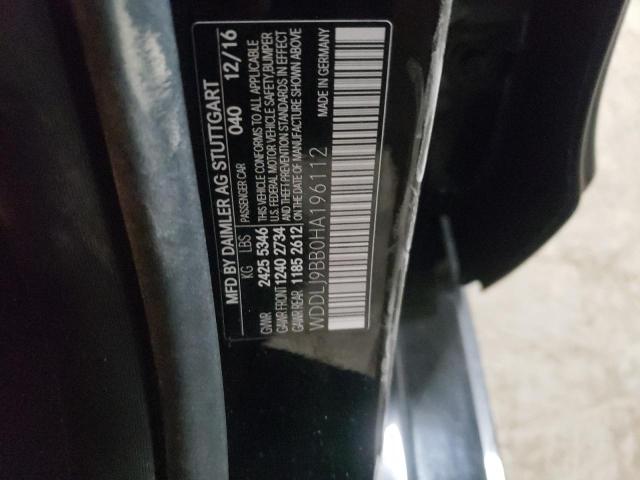 MFD BY DAIMLER AG STUTTGART
040 12/16
KG LBS PASSENGER CAR
GVWR 2425 5346 THIS VEHICLE CONFORMS TO ALL APPLICABLE
GAWR FRONT 1240 2734 U.S. FEDERAL MOTOR VEHICLE SAFETY, BUMPER
GAWR REAR 1185 2612 AND THEFT PREVENTION STANDARDS IN EFFECT
ON THE DATE OF MANUFACTURE SHOWN ABOVE
WDDLJ9BB0HA196112
MADE IN GERMANY